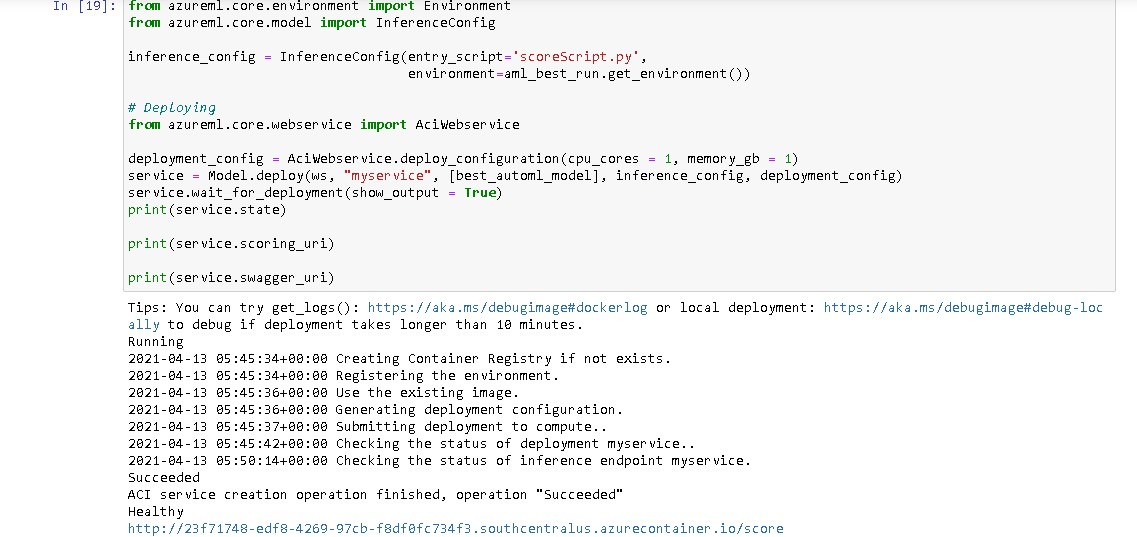 In [19]: from azureml.core.environment import Environment
from azureml.core.model import InferenceConfig
inference_config = InferenceConfig(entry_script='scoreScript.py',
environment=aml_best_run.get_environment())
# Deploying
from azureml.core.webservice import AciWebservice
deployment_config = AciWebservice.deploy_configuration(cpu_cores = 1, memory_gb = 1)
service = Model.deploy(ws, "myservice", [best_automl_model], inference_config, deployment_config)
service.wait_for_deployment(show_output = True)
print(service.state)
print(service.scoring_uri)
print(service.swagger_uri)
Tips: You can try get_logs(): https://aka.ms/debugimage#dockerlog or local deployment: https://aka.ms/debugimage#debug-loc
ally to debug if deployment takes longer than 10 minutes.
Running
2021-04-13 05:45:34+00:00 Creating Container Registry if not exists.
2021-04-13 05:45:34+00:00 Registering the environment.
2021-04-13 05:45:36+00:00 Use the existing image.
2021-04-13 05:45:36+00:00 Generating deployment configuration.
2021-04-13 05:45:37+00:00 Submitting deployment to compute..
2021-04-13 05:45:42+00:00 Checking the status of deployment myservice..
2021-04-13 05:50:14+00:00 Checking the status of inference endpoint myservice.
Succeeded
ACI service creation operation finished, operation "Succeeded"
Healthy
http://23f71748-edf8-4269-97cb-f8df0fc734f3.southcentralus.azurecontainer.io/score